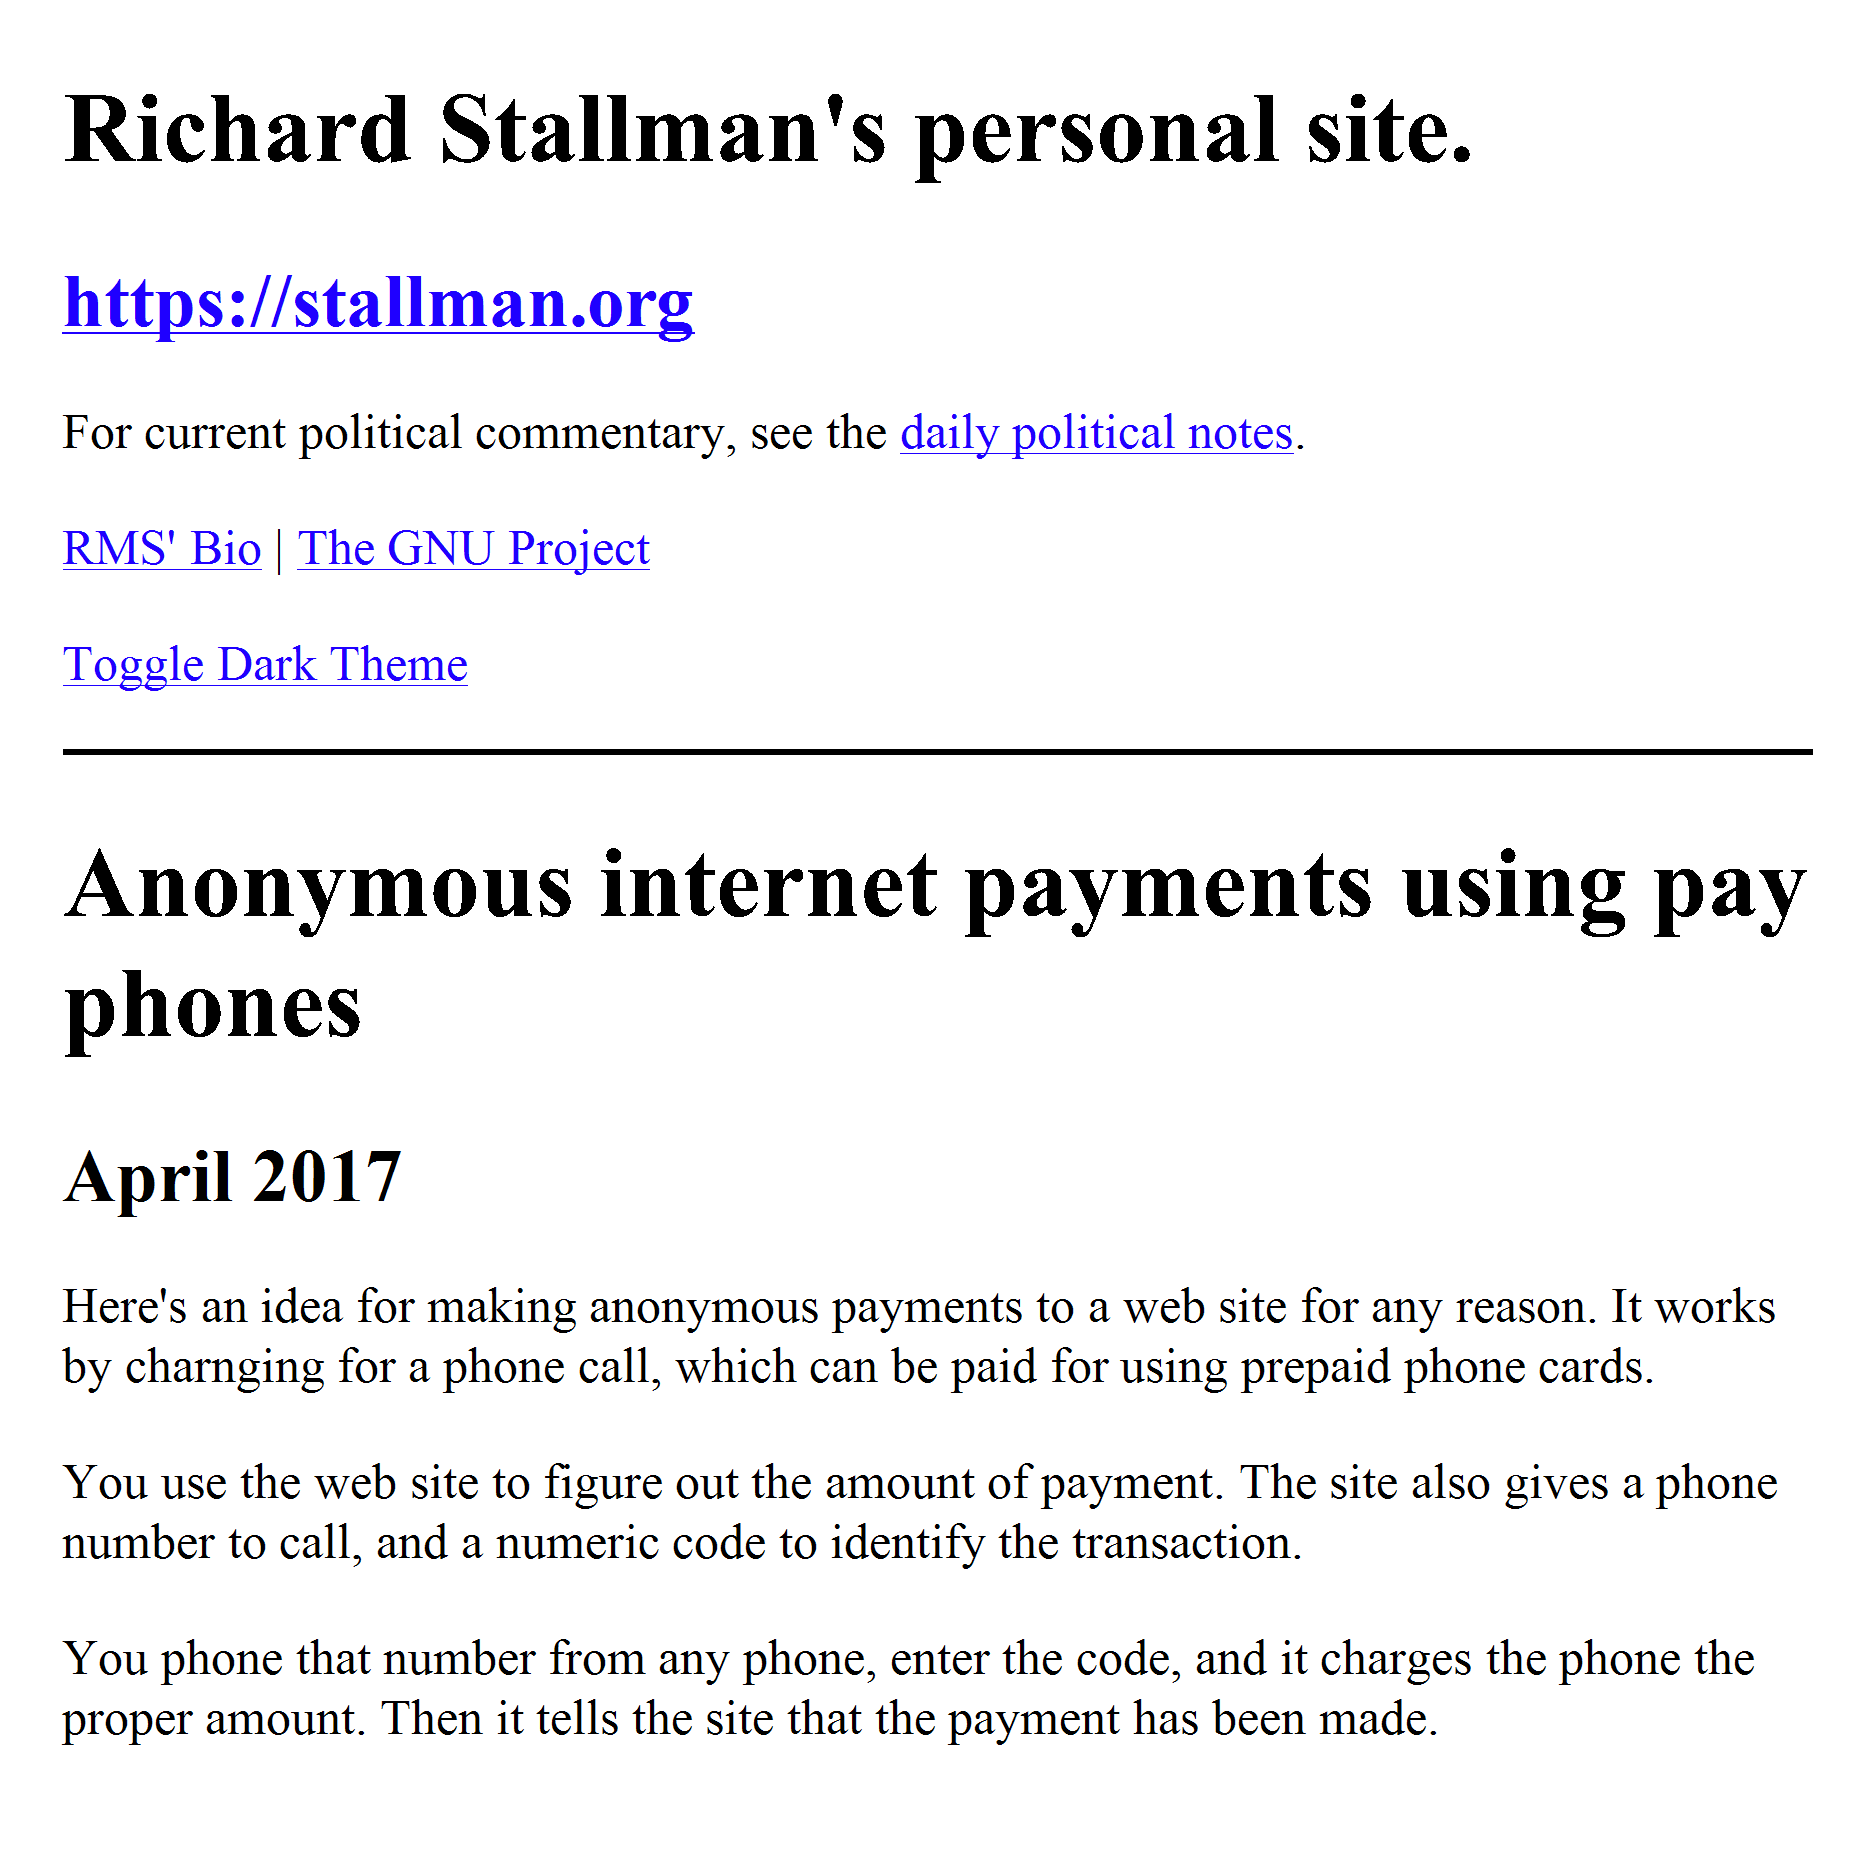 Richard Stallman's personal site.
https://stallman.org
For current political commentary, see the daily political notes.
RMS' Bio | The GNU Project
Toggle Dark Theme
Anonymous internet payments using pay
phones
April 2017
Here's an idea for making anonymous payments to a web site for any reason. It works
by charnging for a phone call, which can be paid for using prepaid phone cards.
You use the web site to figure out the amount of payment. The site also gives a phone
number to call, and a numeric code to identify the transaction.
You phone that number from any phone, enter the code, and it charges the phone the
proper amount. Then it tells the site that the payment has been made.